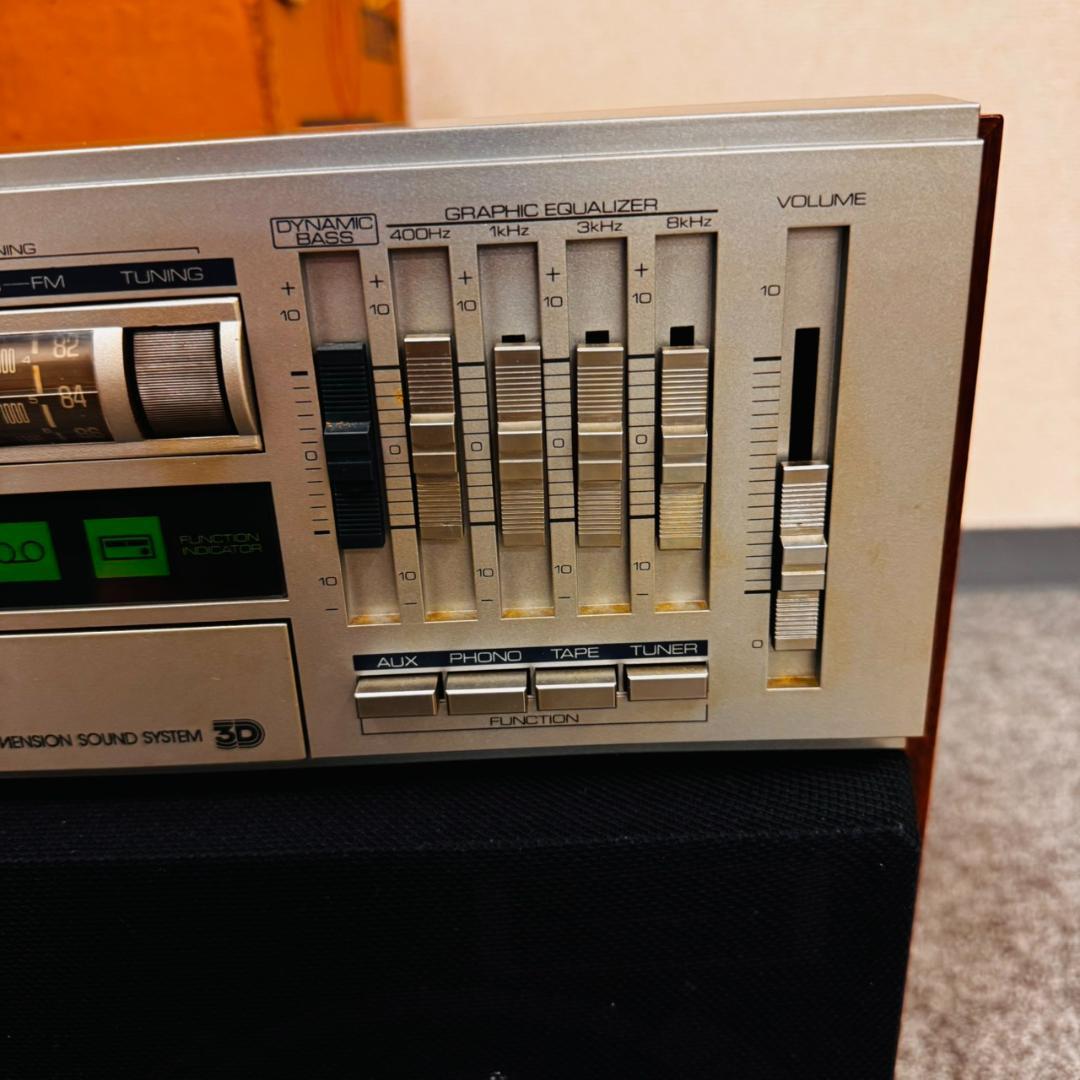 VOLUME
GRAPHIC EQUALIZER
DYNAMIC
BASS
400Hz 1kHz 3kHz 8kHz
FM TUNING
+ + + + +
10 10 10 10 10 10
82
84
86
1000
0 0 0 0 0
FUNCTION
INDICATOR
10 10 10 10 10
− − − − −
0
AUX PHONO TAPE TUNER
FUNCTION
SOUND SYSTEM 3D